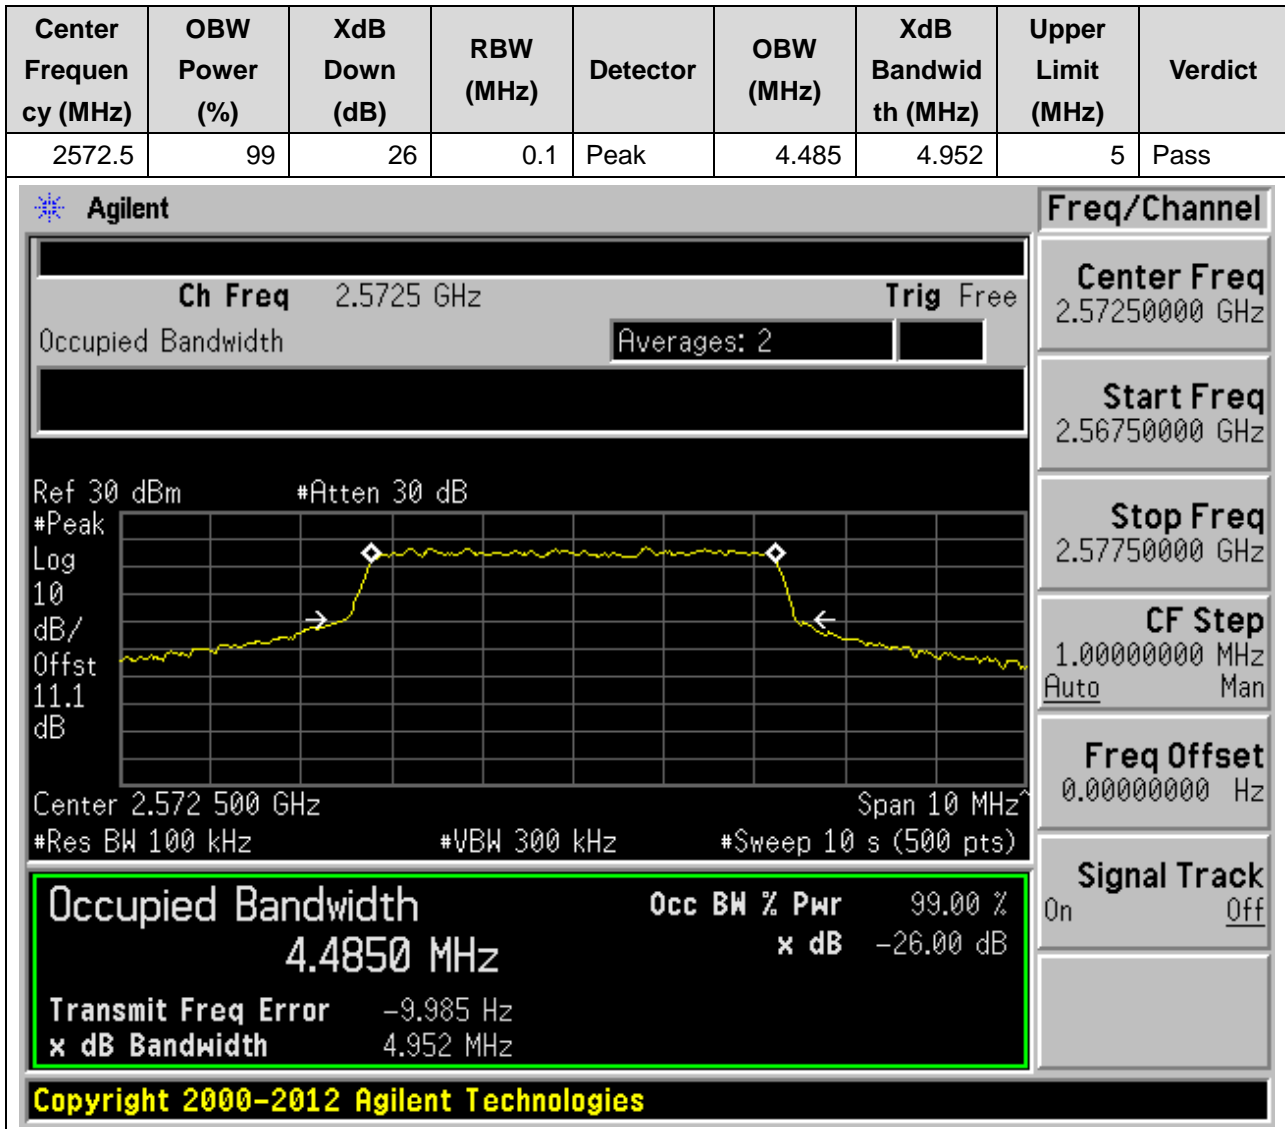 Center Frequen cy (MHz) OBW Power (%) XdB Down (dB) RBW (MHz) Detector OBW (MHz) XdB Bandwid th (MHz) Upper Limit (MHz) Verdict
2572.5 99 26 0.1 Peak 4.485 4.952 5 Pass
Agilent
Freq/Channel
Ch Freq 2.5725 GHz Trig Free
Occupied Bandwidth Averages: 2
Center Freq
2.57250000 GHz
Start Freq
2.56750000 GHz
Stop Freq
2.57750000 GHz
CF Step
1.00000000 MHz
Auto Man
Freq Offset
0.00000000 Hz
Signal Track
On Off
Ref 30 dBm #Atten 30 dB
#Peak
Log
10
dB/
Offst
11.1
dB
Center 2.572 500 GHz Span 10 MHz^
#Res BW 100 kHz #VBW 300 kHz #Sweep 10 s (500 pts)
Occupied Bandwidth Occ BW % Pwr 99.00 %
4.4850 MHz x dB -26.00 dB
Transmit Freq Error -9.985 Hz
x dB Bandwidth 4.952 MHz
Copyright 2000-2012 Agilent Technologies